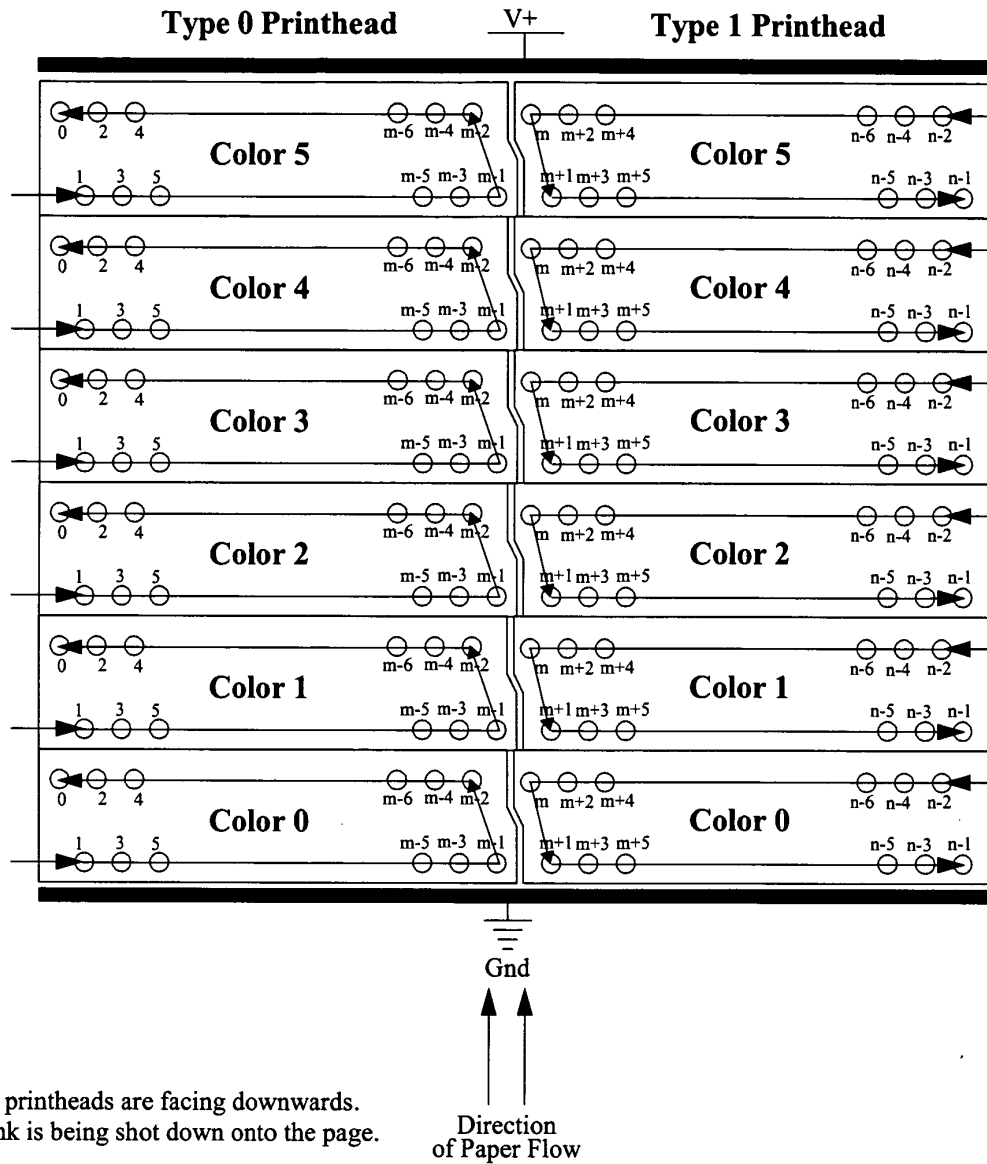 Type 0 Printhead V+ Type 1 Printhead
0 2 4 m-6 m-4 m-2 m m+2 m+4 n-6 n-4 n-2
Color 5 Color 5
1 3 5 m-5 m-3 m-1 m+1 m+3 m+5 n-5 n-3 n-1
0 2 4 m-6 m-4 m-2 m m+2 m+4 n-6 n-4 n-2
Color 4 Color 4
1 3 5 m-5 m-3 m-1 m+1 m+3 m+5 n-5 n-3 n-1
0 2 4 m-6 m-4 m-2 m m+2 m+4 n-6 n-4 n-2
Color 3 Color 3
1 3 5 m-5 m-3 m-1 m+1 m+3 m+5 n-5 n-3 n-1
0 2 4 m-6 m-4 m-2 m m+2 m+4 n-6 n-4 n-2
Color 2 Color 2
1 3 5 m-5 m-3 m-1 m+1 m+3 m+5 n-5 n-3 n-1
0 2 4 m-6 m-4 m-2 m m+2 m+4 n-6 n-4 n-2
Color 1 Color 1
1 3 5 m-5 m-3 m-1 m+1 m+3 m+5 n-5 n-3 n-1
0 2 4 m-6 m-4 m-2 m m+2 m+4 n-6 n-4 n-2
Color 0 Color 0
1 3 5 m-5 m-3 m-1 m+1 m+3 m+5 n-5 n-3 n-1
Gnd
printheads are facing downwards.
nk is being shot down onto the page.
Direction
of Paper Flow